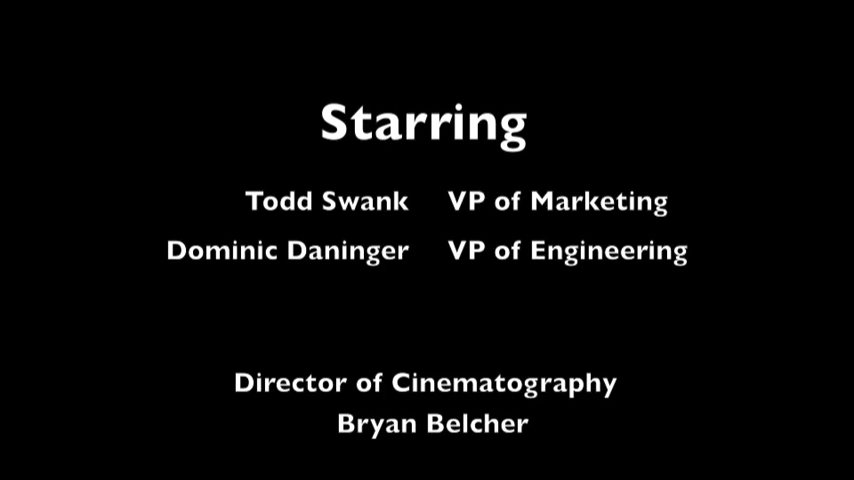 Starring
Todd Swank VP of Marketing
Dominic Daninger VP of Engineering
Director of Cinematography
Bryan Belcher